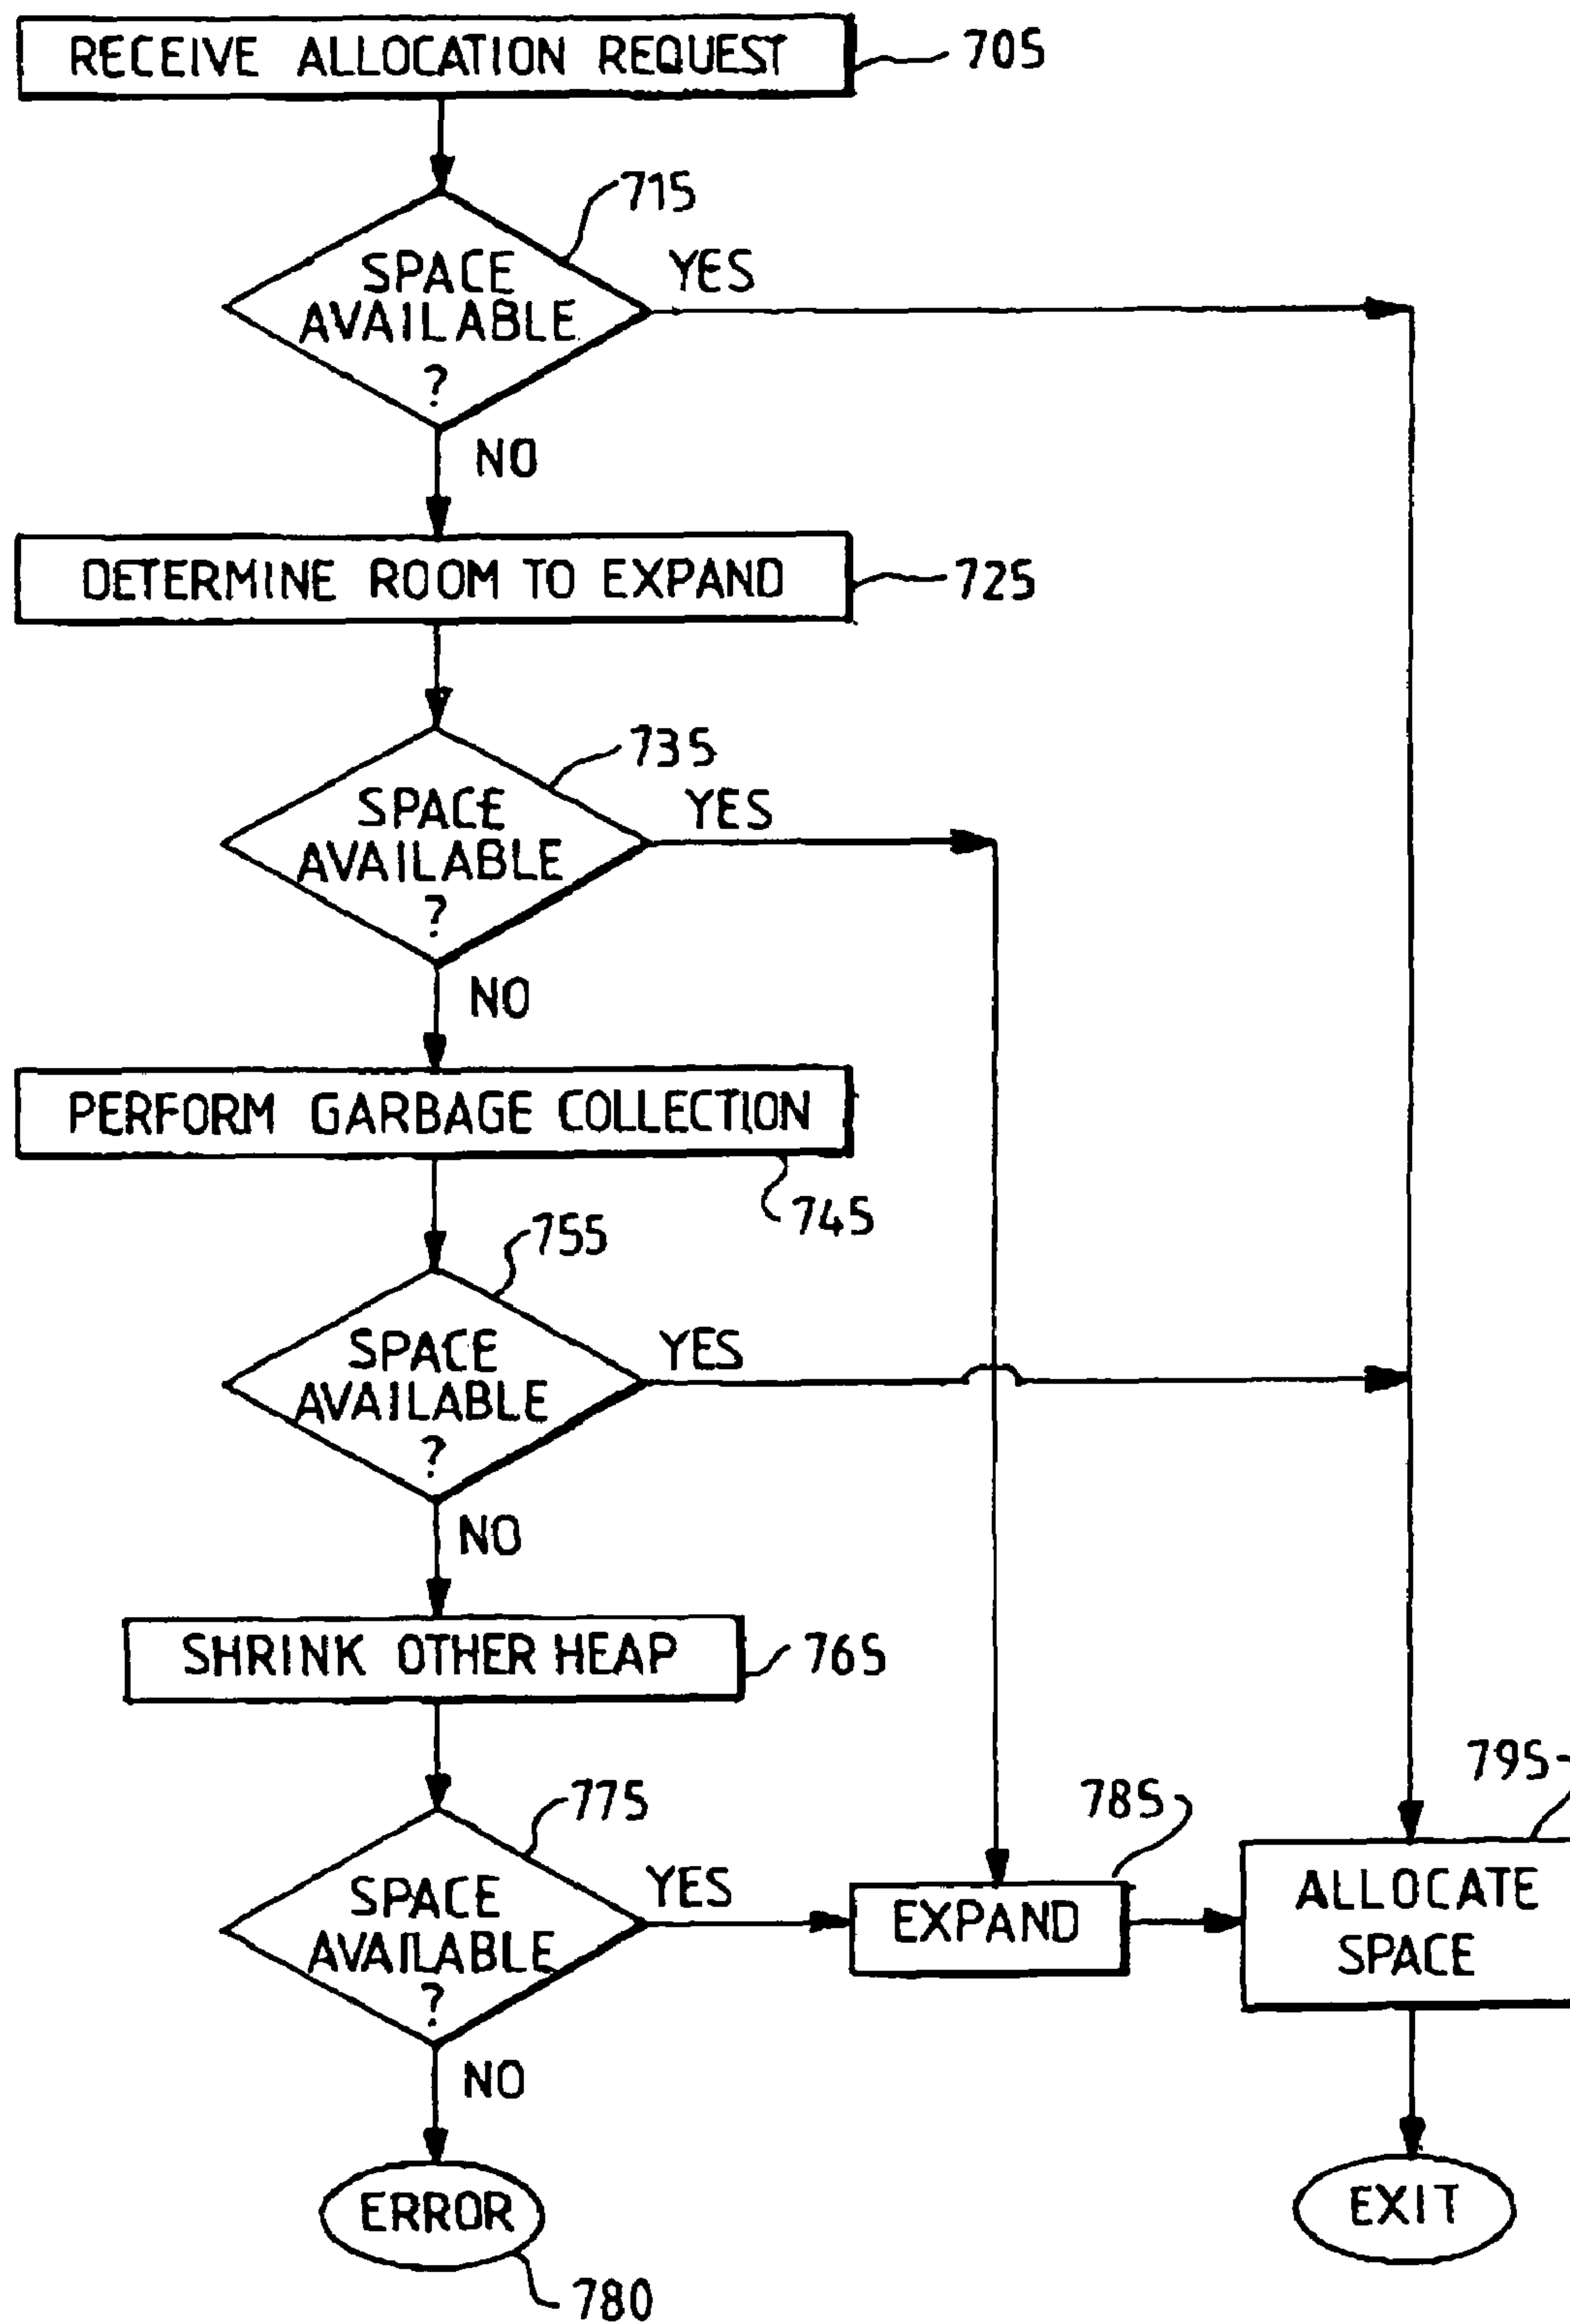 RECEIVE ALLOCATION REQUEST
705
715
SPACE
AVAILABLE
?
YES
NO
DETERMINE ROOM TO EXPAND
725
735
SPACE
AVAILABLE
?
YES
NO
PERFORM GARBAGE COLLECTION
745
755
SPACE
AVAILABLE
?
YES
NO
SHRINK OTHER HEAP
765
775
SPACE
AVAILABLE
?
YES
NO
785
EXPAND
795
ALLOCATE
SPACE
ERROR
780
EXIT